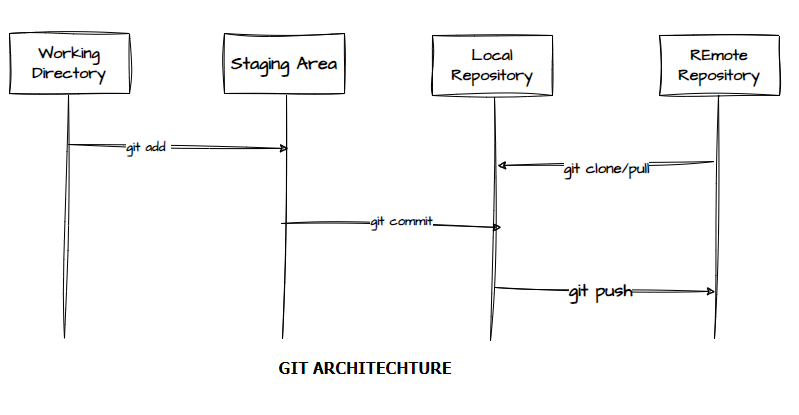 Working
Directory
Staging Area
Local
Repository
REmote
Repository
git add
git clone/pull
git commit
git push
GIT ARCHITECHTURE